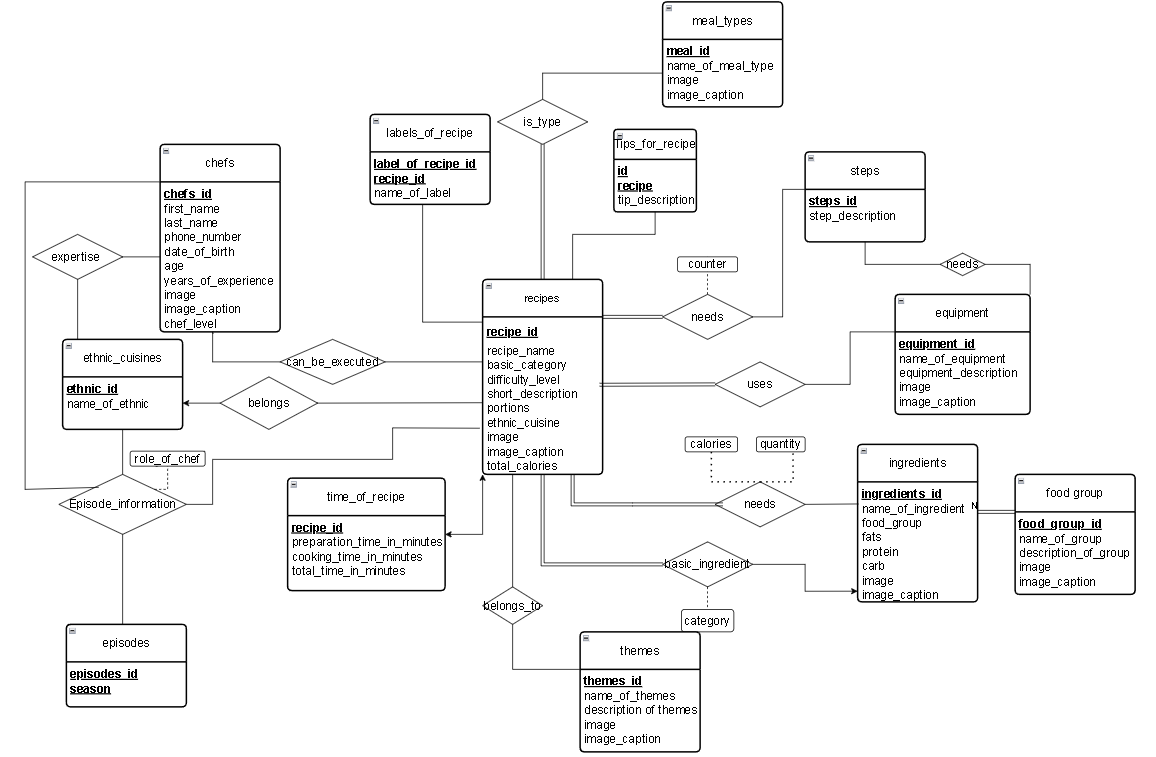 meal_types
meal_id
name_of_meal_type
image
image_caption
is_type
labels_of_recipe
label_of_recipe_id
recipe_id
name_of_label
Tips_for_recipe
id
recipe
tip_description
chefs
chefs_id
first_name
last_name
phone_number
date_of_birth
age
years_of_experience
image
image_caption
chef_level
steps
steps_id
step_description
expertise
counter
needs
needs
recipes
recipe_id
recipe_name
basic_category
difficulty_level
short_description
portions
ethnic_cuisine
image
image_caption
total_calories
equipment
equipment_id
name_of_equipment
equipment_description
image
image_caption
ethnic_cuisines
ethnic_id
name_of_ethnic
can_be_executed
belongs
uses
role_of_chef
Episode_information
calories
quantity
needs
ingredients
ingredients_id
name_of_ingredient
food_group
fats
protein
carb
image
image_caption
N
food group
food_group_id
name_of_group
description_of_group
image
image_caption
time_of_recipe
recipe_id
preparation_time_in_minutes
cooking_time_in_minutes
total_time_in_minutes
basic_ingredient
category
belongs_to
episodes
episodes_id
season
themes
themes_id
name_of_themes
description of themes
image
image_caption